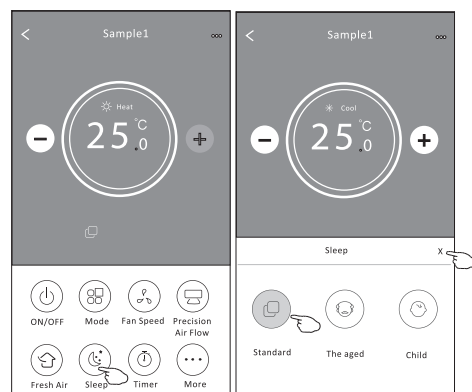 Sample1
Heat
25.0°C
ON/OFF Mode Fan Speed Precision
Air Flow
Fresh Air Sleep Timer More
Sample1
Cool
25.0°C
Sleep X
Standard The aged Child